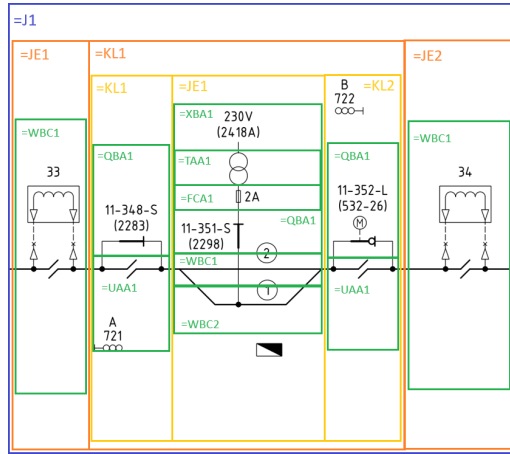 =J1
=JE1
=KL1
=JE2
=KL1
=JE1
B
=KL2
722
=XBA1
230V
(2418A)
=WBC1
=WBC1
=QBA1
=TAA1
=QBA1
33
34
=FCA1
2A
11-352-L
(532-26)
11-348-S
(2283)
11-351-S
(2298)
=QBA1
M
2
=WBC1
=UAA1
1
=UAA1
A
721
=WBC2